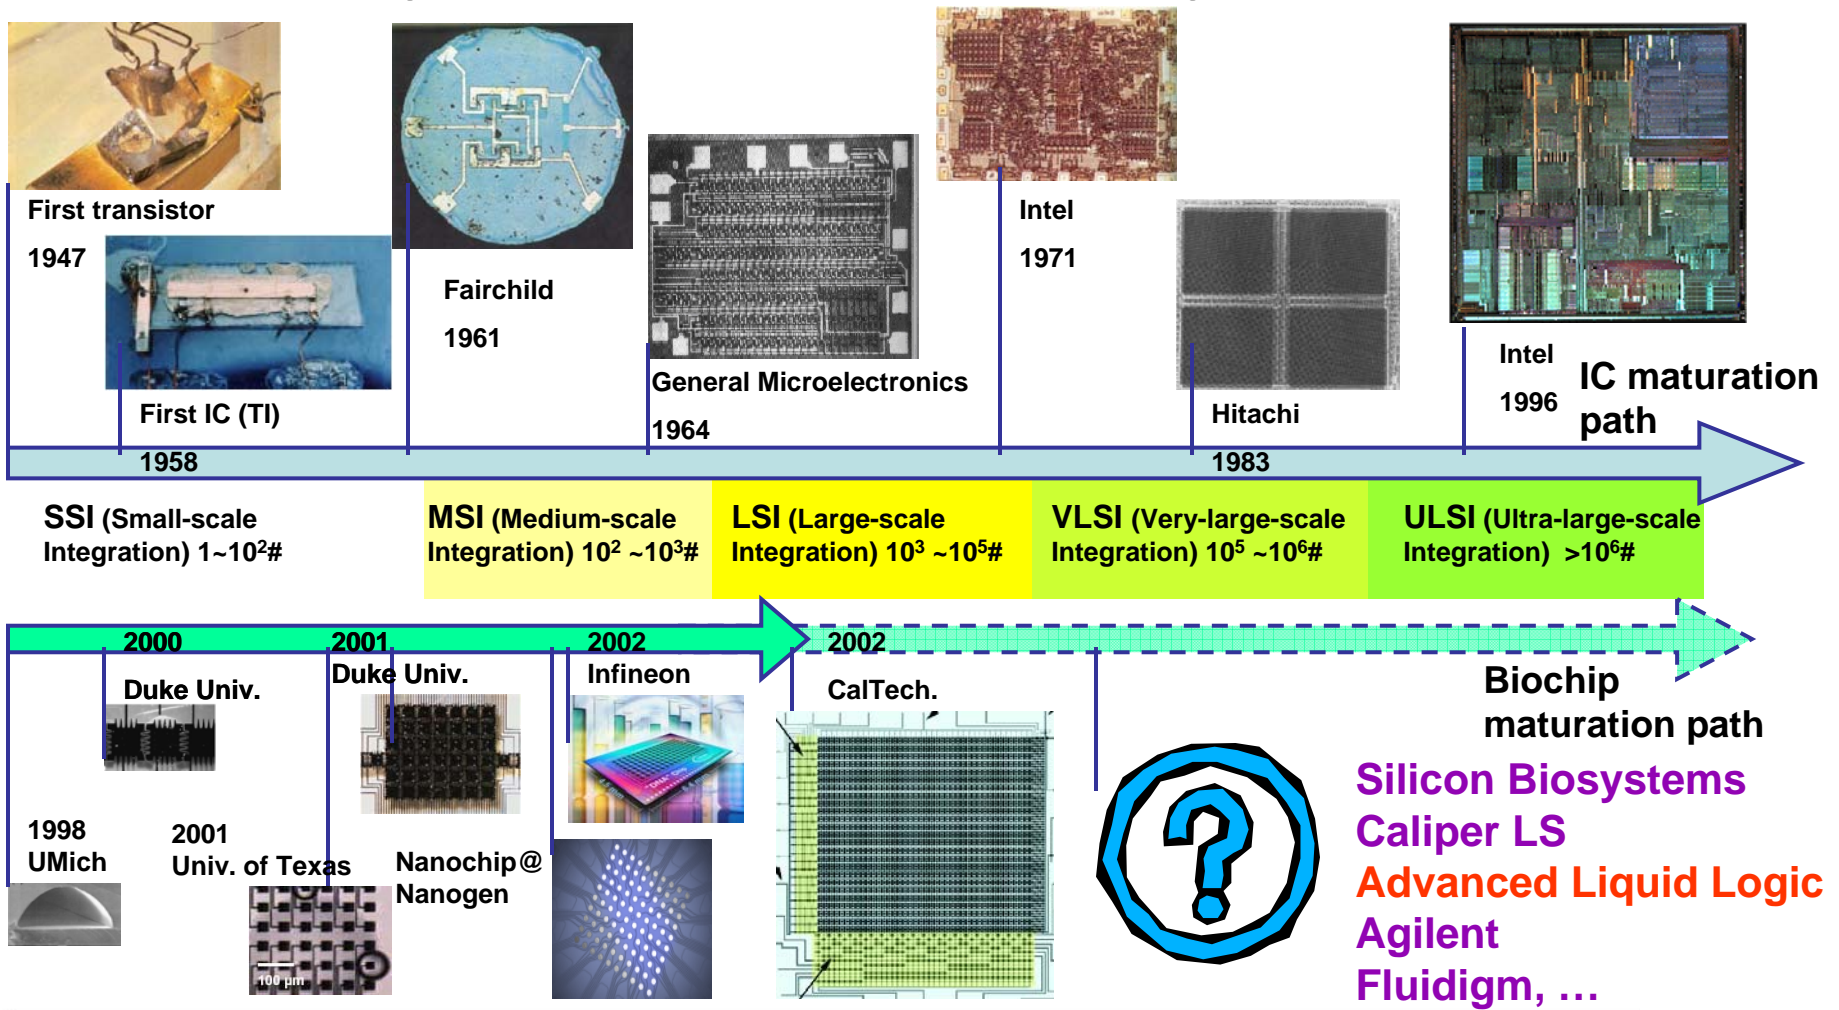 First transistor
1947
First IC (TI)
1958
Fairchild
1961
General Microelectronics
1964
Intel
1971
Hitachi
1983
Intel
1996
IC maturation
path
SSI (Small-scale
Integration) 1~10²#
MSI (Medium-scale
Integration) 10² ~10³#
LSI (Large-scale
Integration) 10³ ~10⁵#
VLSI (Very-large-scale
Integration) 10⁵ ~10⁶#
ULSI (Ultra-large-scale
Integration) >10⁶#
2000
Duke Univ.
2001
Duke Univ.
2002
Infineon
2002
CalTech.
Biochip
maturation path
1998
UMich
2001
Univ. of Texas
100 µm
Nanochip@
Nanogen
"DNA"
?
Silicon Biosystems
Caliper LS
Advanced Liquid Logic
Agilent
Fluidigm, …